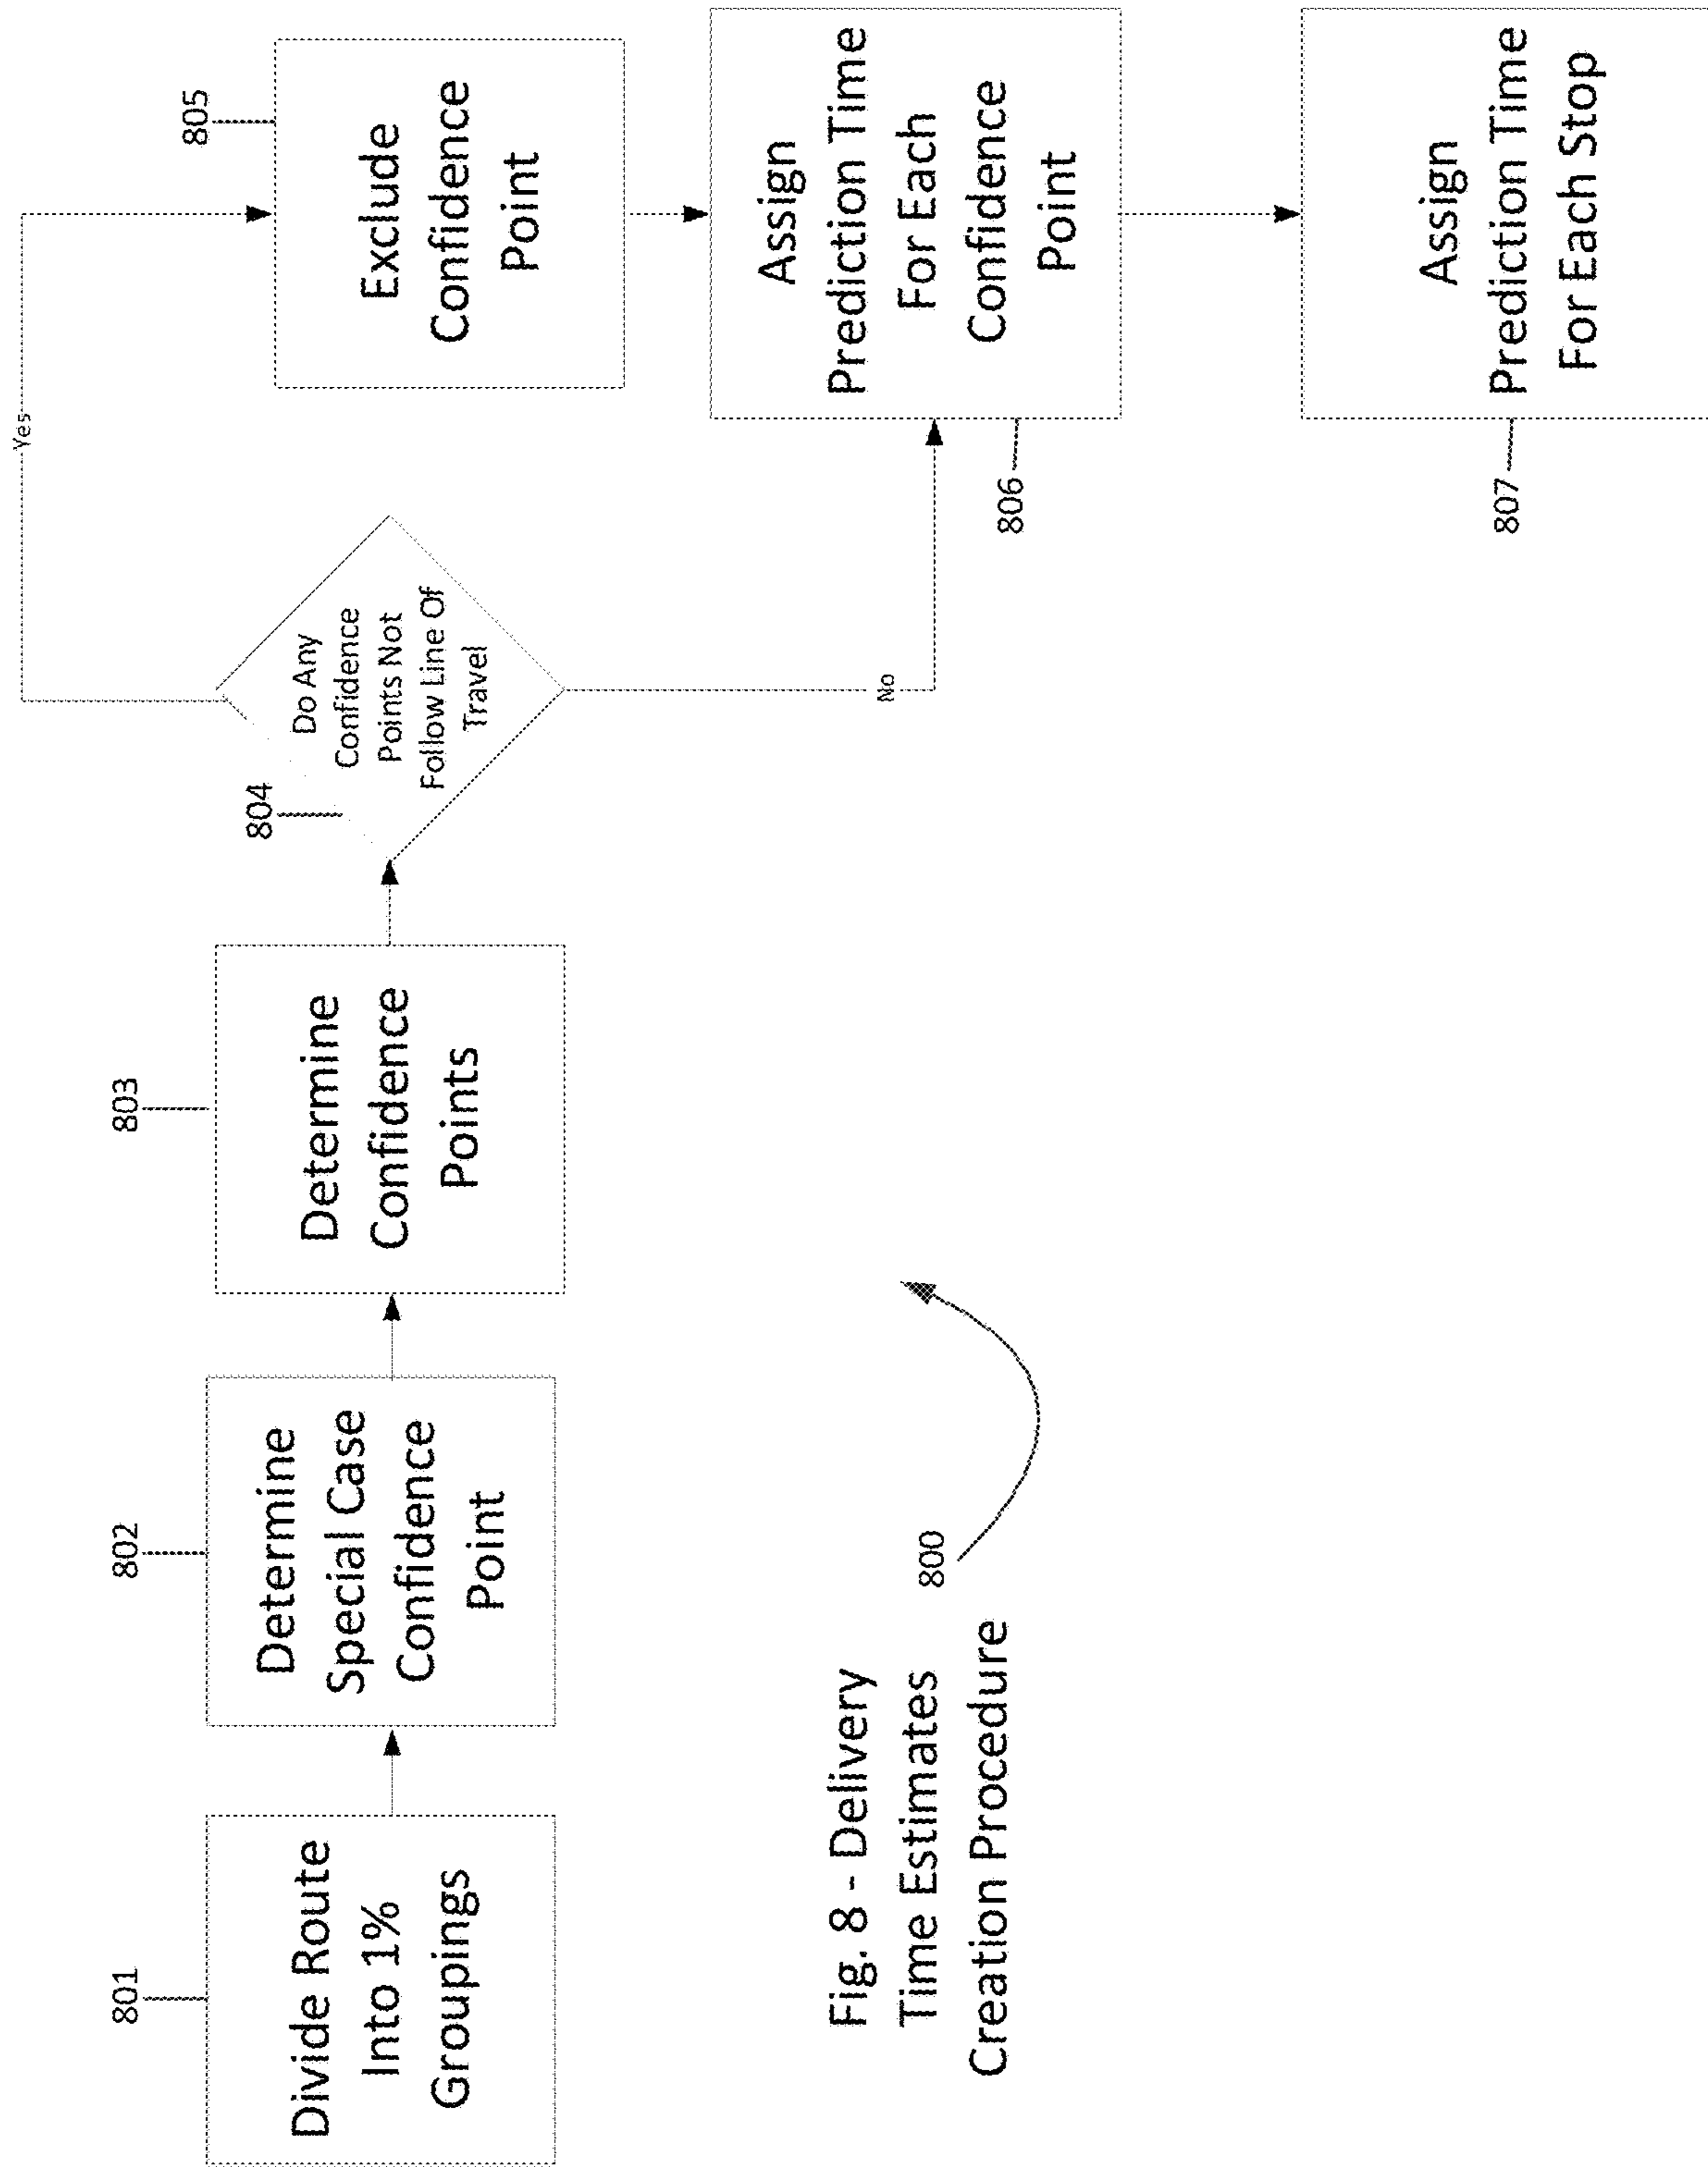 801
Divide Route
Into 1%
Groupings
802
Determine
Special Case
Confidence
Point
803
Determine
Confidence
Points
804
Do Any
Confidence
Points Not
Follow Line Of
Travel
Yes
No
805
Exclude
Confidence
Point
806
Assign
Prediction Time
For Each
Confidence
Point
807
Assign
Prediction Time
For Each Stop
Fig. 8 - Delivery
Time Estimates
Creation Procedure
800